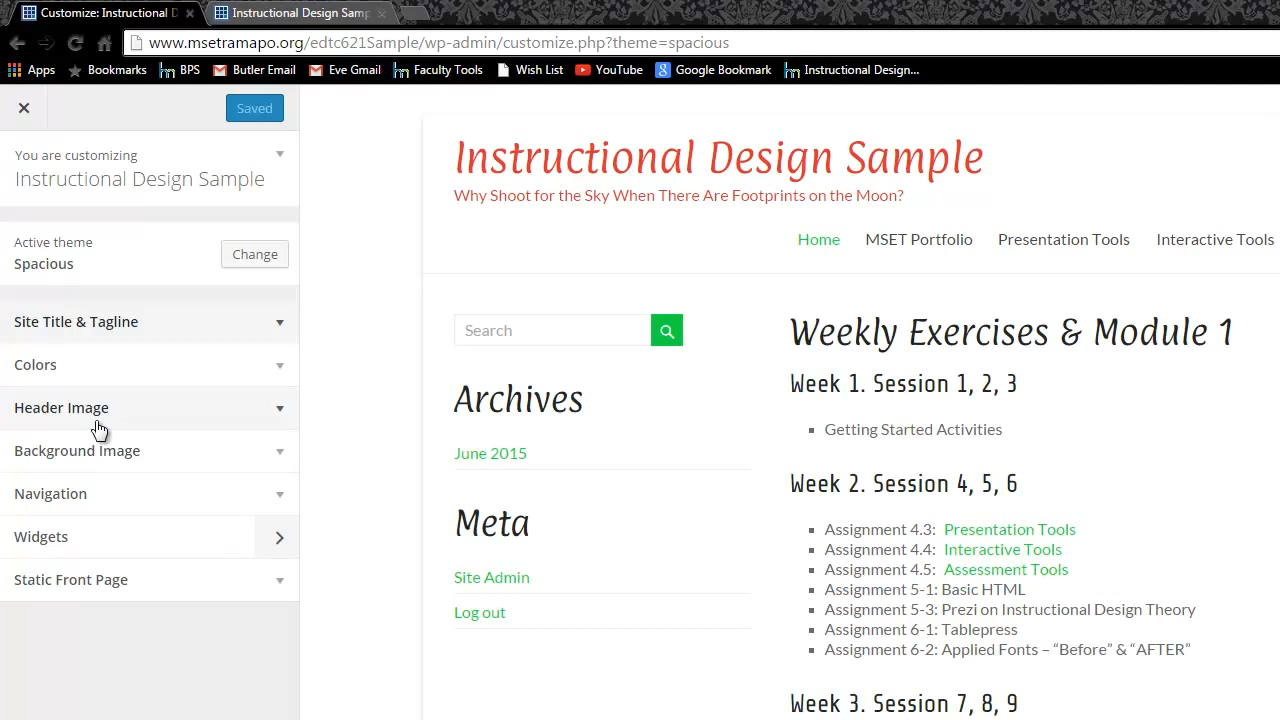 Customize: Instructional D
Instructional Design Samp
www.msetramapo.org/edtc621Sample/wp-admin/customize.php?theme=spacious
Apps Bookmarks BPS Butler Email Eve Gmail Faculty Tools Wish List YouTube Google Bookmark Instructional Design...
Saved
You are customizing
Instructional Design Sample
Active theme
Spacious
Change
Site Title & Tagline
Colors
Header Image
Background Image
Navigation
Widgets
Static Front Page
Instructional Design Sample
Why Shoot for the Sky When There Are Footprints on the Moon?
Home MSET Portfolio Presentation Tools Interactive Tools
Search
Archives
June 2015
Meta
Site Admin
Log out
Weekly Exercises & Module 1
Week 1. Session 1, 2, 3
Getting Started Activities
Week 2. Session 4, 5, 6
Assignment 4.3: Presentation Tools
Assignment 4.4: Interactive Tools
Assignment 4.5: Assessment Tools
Assignment 5-1: Basic HTML
Assignment 5-3: Prezi on Instructional Design Theory
Assignment 6-1: Tablepress
Assignment 6-2: Applied Fonts – “Before” & “AFTER”
Week 3. Session 7, 8, 9